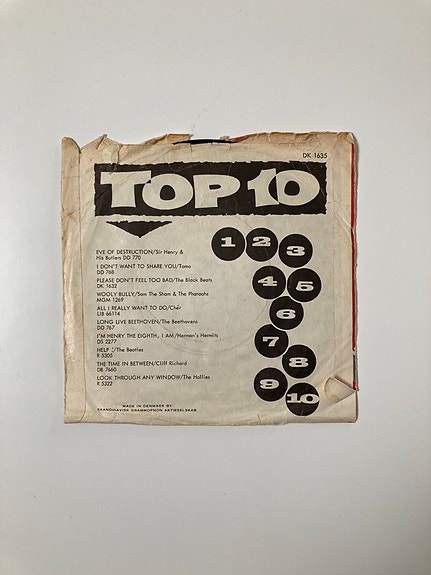 DK 1635
TOP 10
1 2 3
4 5
6
7
8
9
10
EVE OF DESTRUCTION/Sir Henry &
His Butlers DD 770
I DON'T WANT TO SHARE YOU/Tomo
DD 768
PLEASE DON'T FEEL TOO BAD/The Black Beats
DK 1632
WOOLY BULLY/Sam The Sham & The Pharaohs
MGM 1269
ALL I REALLY WANT TO DO/Chér
LIB 66114
LONG LIVE BEETHOVEN/The Beethovens
DD 767
I'M HENRY THE EIGHTH, I AM/Herman's Hermits
DS 2277
HELP !/The Beatles
R 5305
THE TIME IN BETWEEN/Cliff Richard
DB 7660
LOOK THROUGH ANY WINDOW/The Hollies
R 5322
MADE IN DENMARK BY:
SKANDINAVISK GRAMMOPHON AKTIESELSKAB